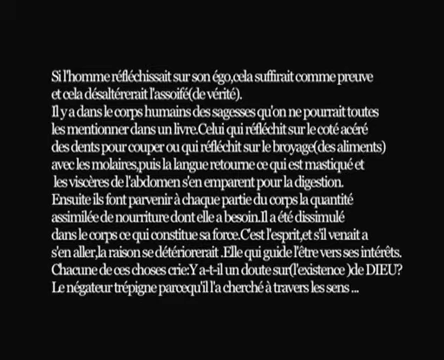 Si l'homme réfléchissait sur son égo,cela suffirait comme preuve
et cela désaltérerait l'assoifé(de vérité).
Il y a dans le corps humains des sagesses qu'on ne pourrait toutes
les mentionner dans un livre.Celui qui réfléchit sur le coté acéré
des dents pour couper ou qui réfléchit sur le broyage(des aliments)
avec les molaires,puis la langue retourne ce qui est mastiqué et
les viscères de l'abdomen s'en emparent pour la digestion.
Ensuite ils font parvenir à chaque partie du corps la quantité
assimilée de nourriture dont elle a besoin.Il a été dissimulé
dans le corps ce qui constitue sa force.C'est l'esprit,et s'il venait a
s'en aller,la raison se détériorerait .Elle qui guide l'être vers ses intérêts.
Chacune de ces choses crie:Y a-t-il un doute sur(l'existence )de DIEU?
Le négateur trépigne parcequ'il l'a cherché à travers les sens ...